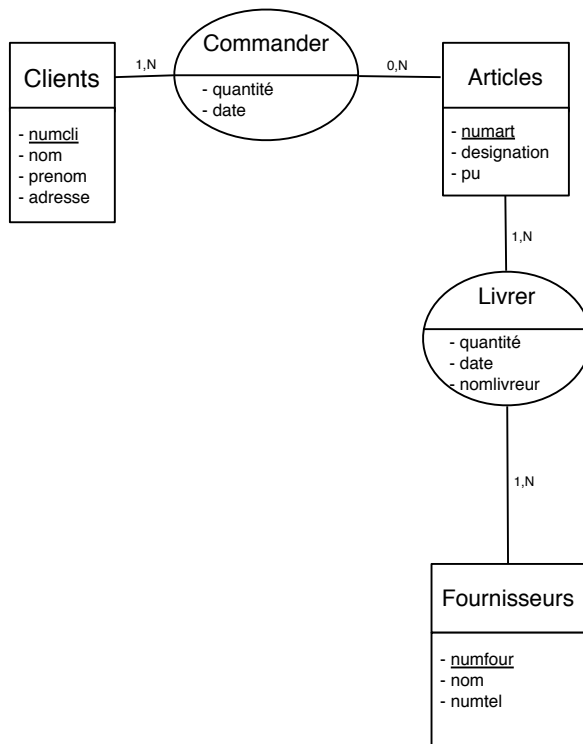 Commander
1,N
0,N
Clients
Articles
- quantité
- date
- numcli
- nom
- prenom
- adresse
- numart
- designation
- pu
1,N
Livrer
- quantité
- date
- nomlivreur
1,N
Fournisseurs
- numfour
- nom
- numtel